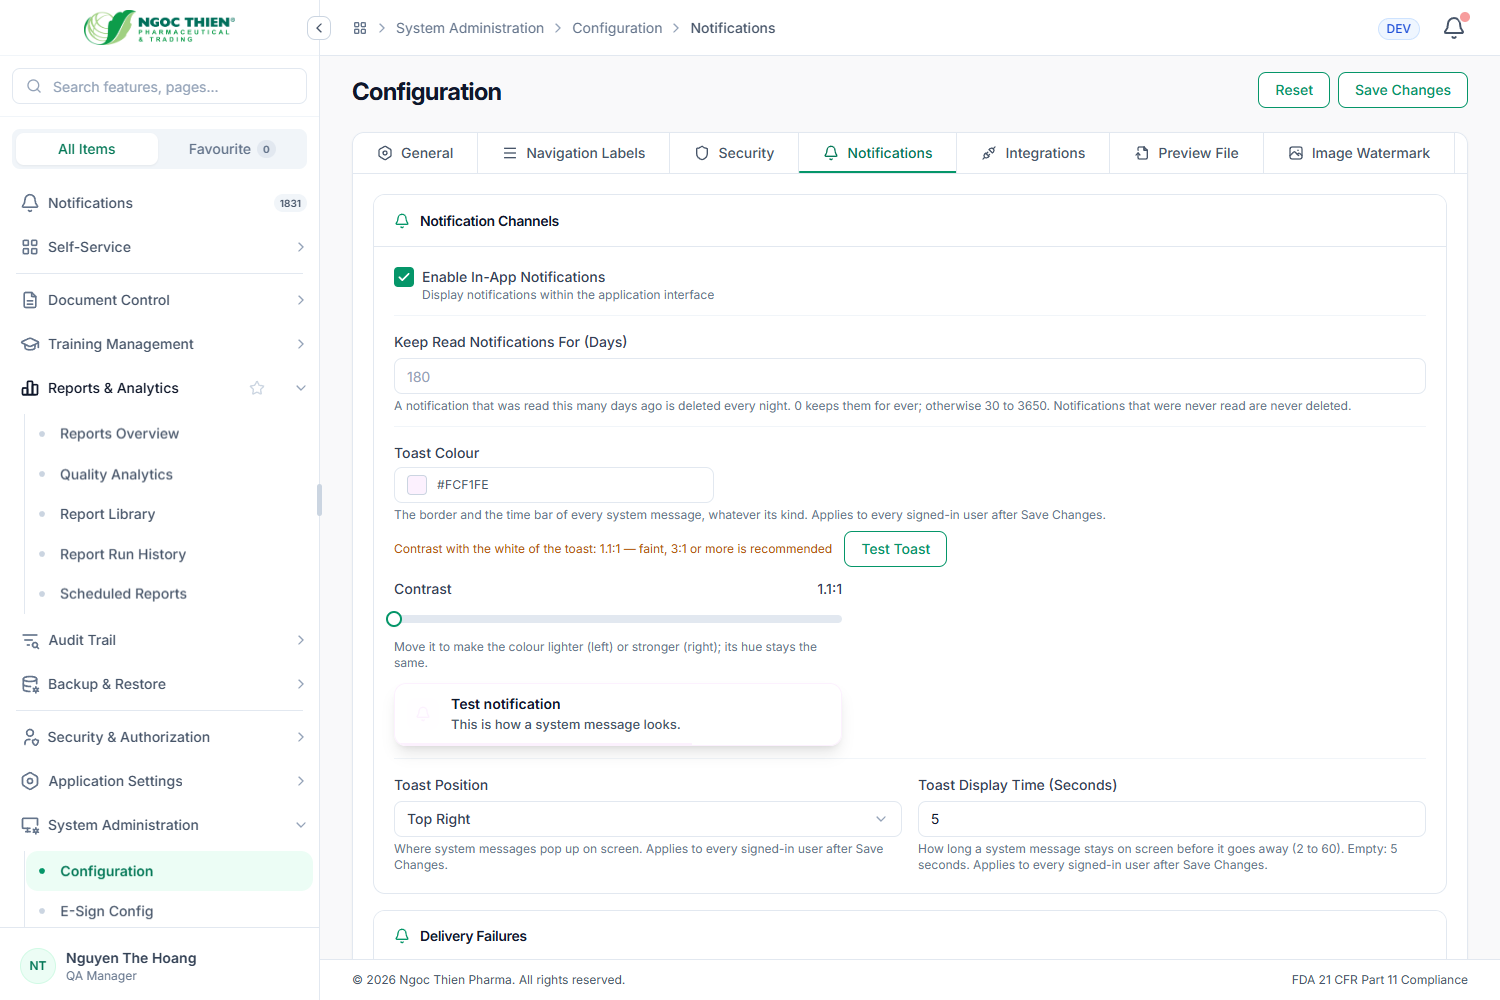 NGOC THIEN®
PHARMACEUTICAL
& TRADING
System Administration
Configuration
Notifications
DEV
Search features, pages...
Configuration
Reset
Save Changes
All Items
Favourite 0
General
Navigation Labels
Security
Notifications
Integrations
Preview File
Image Watermark
Notifications 1831
Self-Service
Document Control
Training Management
Reports & Analytics
Reports Overview
Quality Analytics
Report Library
Report Run History
Scheduled Reports
Audit Trail
Backup & Restore
Security & Authorization
Application Settings
System Administration
Configuration
E-Sign Config
NT
Nguyen The Hoang
QA Manager
Notification Channels
Enable In-App Notifications
Display notifications within the application interface
Keep Read Notifications For (Days)
180
A notification that was read this many days ago is deleted every night. 0 keeps them for ever; otherwise 30 to 3650. Notifications that were never read are never deleted.
Toast Colour
#FCF1FE
The border and the time bar of every system message, whatever its kind. Applies to every signed-in user after Save Changes.
Contrast with the white of the toast: 1.1:1 — faint, 3:1 or more is recommended
Test Toast
Contrast 1.1:1
Move it to make the colour lighter (left) or stronger (right); its hue stays the
same.
Test notification
This is how a system message looks.
Toast Position
Top Right
Where system messages pop up on screen. Applies to every signed-in user after Save
Changes.
Toast Display Time (Seconds)
5
How long a system message stays on screen before it goes away (2 to 60). Empty: 5
seconds. Applies to every signed-in user after Save Changes.
Delivery Failures
© 2026 Ngoc Thien Pharma. All rights reserved.
FDA 21 CFR Part 11 Compliance